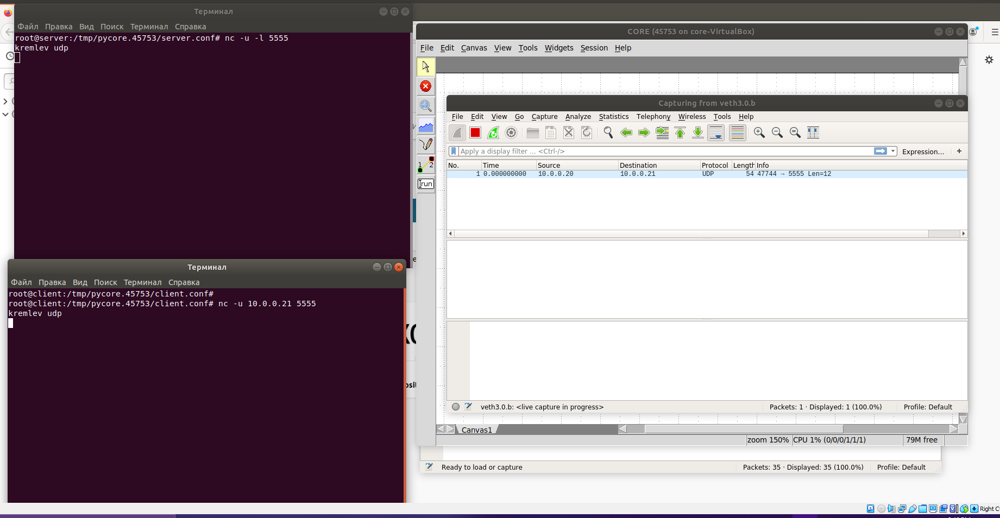 Терминал
Файл Правка Вид Поиск Терминал Справка
root@server:/tmp/pycore.45753/server.conf# nc -u -l 5555
kremlev udp
CORE (45753 on core-VirtualBox)
File Edit Canvas View Tools Widgets Session Help
1 2
run
Capturing from veth3.0.b
File Edit View Go Capture Analyze Statistics Telephony Wireless Tools Help
Apply a display filter ... <Ctrl-/>
Expression... +
No. Time Source Destination Protocol Length Info
1 0.000000000 10.0.0.20 10.0.0.21 UDP 54 47744 → 5555 Len=12
veth3.0.b: <live capture in progress>
Packets: 1 · Displayed: 1 (100.0%)
Profile: Default
Canvas1
zoom 150% CPU 1% (0/0/0/1/1/1) 79M free
Ready to load or capture
Packets: 35 · Displayed: 35 (100.0%)
Profile: Default
Терминал
Файл Правка Вид Поиск Терминал Справка
root@client:/tmp/pycore.45753/client.conf#
root@client:/tmp/pycore.45753/client.conf# nc -u 10.0.0.21 5555
kremlev udp
Right C